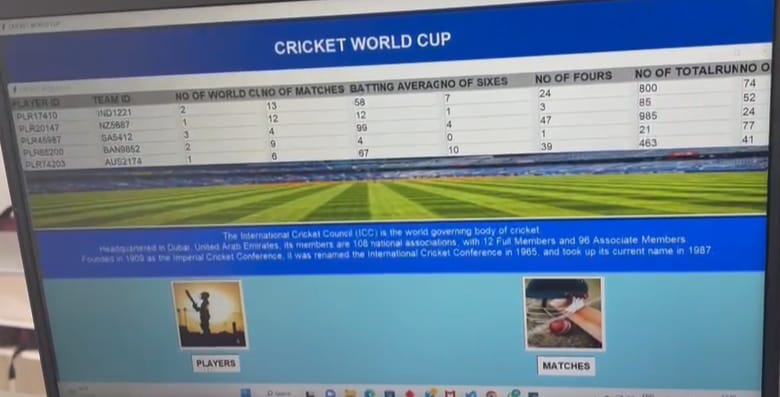 CRICKET WORLD CUP
CRICKET WORLD CUP
PLAYER ID TEAM ID NO OF WORLD CU NO OF MATCHES BATTING AVERAG NO OF SIXES NO OF FOURS NO OF TOTALRUN NO O
PLR17410 IND1221 2 13 58 7 24 800 74
PLR20147 NZ5687 1 12 12 1 3 85 52
PLR45987 SA5412 3 4 99 4 47 985 24
PLR85200 BAN9852 2 9 4 0 1 21 77
PLR74203 AUS2174 1 6 67 10 39 463 41
The International Cricket Council (ICC) is the world governing body of cricket.
Headquartered in Dubai, United Arab Emirates, its members are 108 national associations, with 12 Full Members and 96 Associate Members
Founded in 1909 as the Imperial Cricket Conference, it was renamed the International Cricket Conference in 1965, and took up its current name in 1987.
PLAYERS
MATCHES